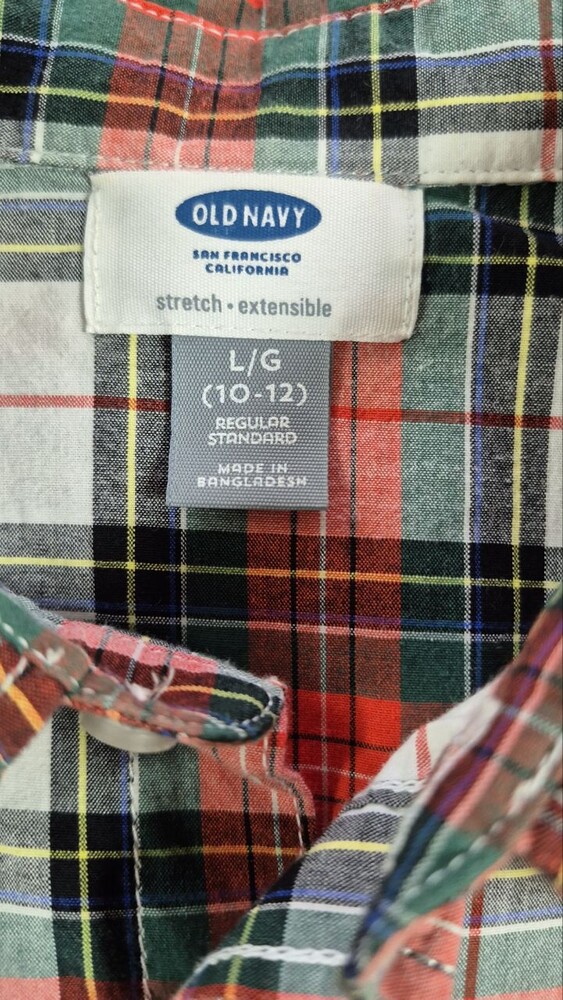 OLD NAVY
SAN FRANCISCO
CALIFORNIA
stretch • extensible
L/G
(10-12)
REGULAR
STANDARD
MADE IN
BANGLADESH